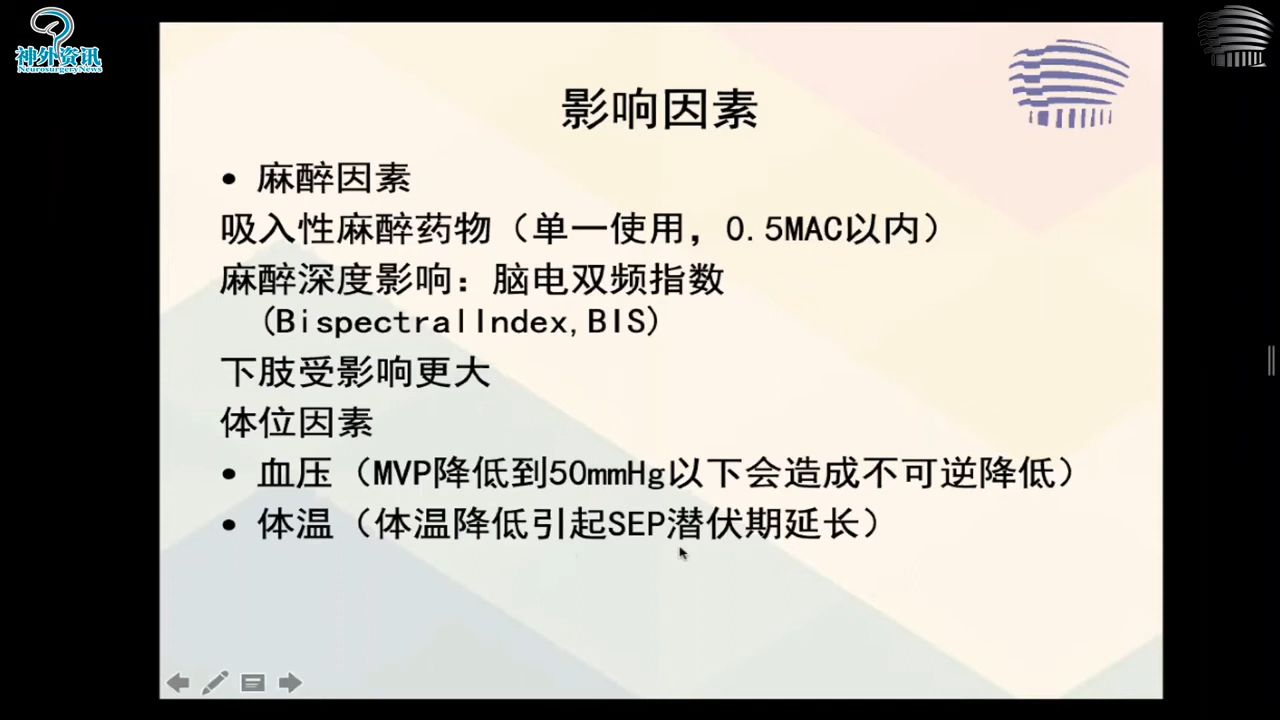 神外资讯
NeurosurgeryNews
影响因素
• 麻醉因素
吸入性麻醉药物（单一使用，0.5MAC以内）
麻醉深度影响：脑电双频指数
(BispectralIndex,BIS)
下肢受影响更大
体位因素
• 血压（MVP降低到50mmHg以下会造成不可逆降低）
• 体温（体温降低引起SEP潜伏期延长）